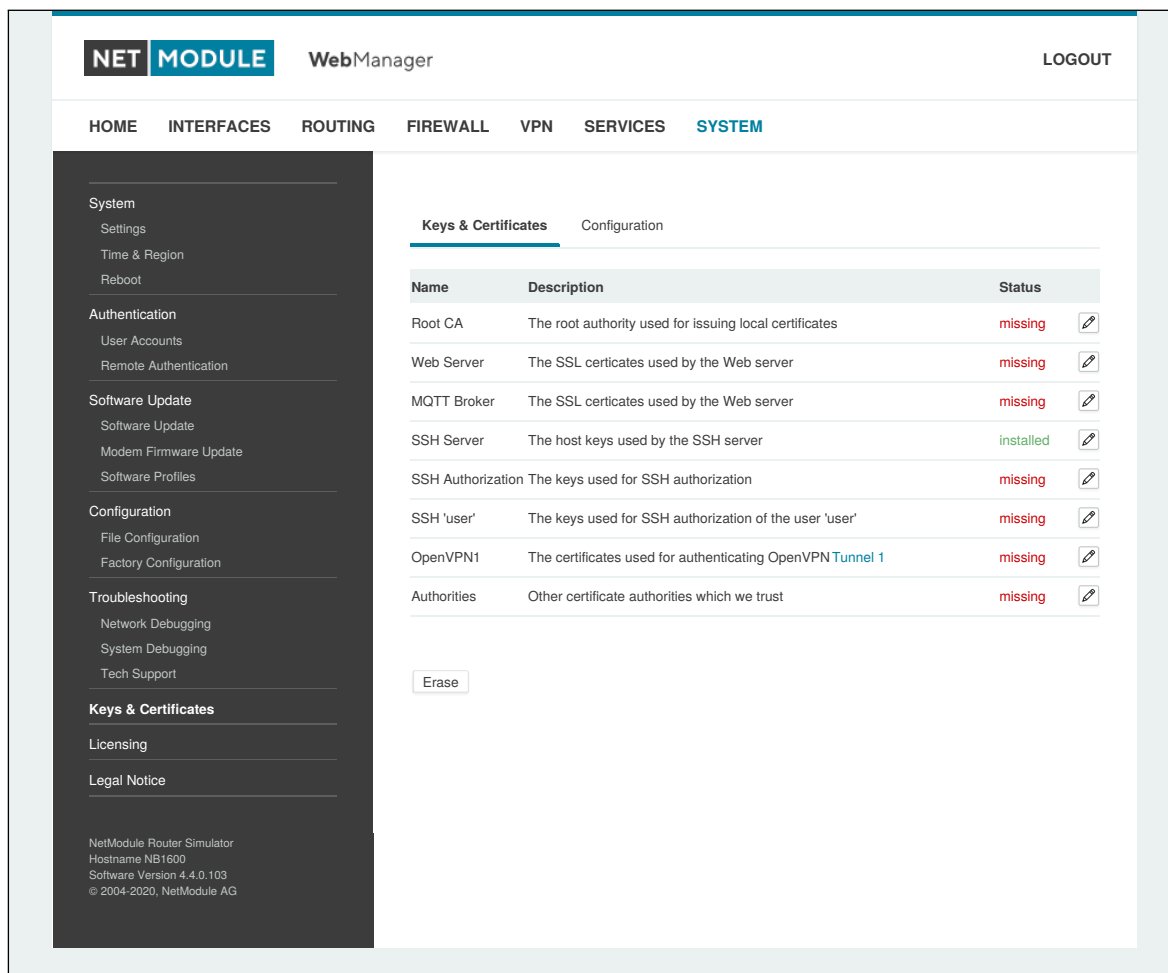 NET MODULE WebManager LOGOUT
HOME INTERFACES ROUTING FIREWALL VPN SERVICES SYSTEM
System
Settings
Time & Region
Reboot
Authentication
User Accounts
Remote Authentication
Software Update
Software Update
Modem Firmware Update
Software Profiles
Configuration
File Configuration
Factory Configuration
Troubleshooting
Network Debugging
System Debugging
Tech Support
Keys & Certificates
Licensing
Legal Notice
NetModule Router Simulator
Hostname NB1600
Software Version 4.4.0.103
© 2004-2020, NetModule AG
Keys & Certificates Configuration
Name Description Status
Root CA The root authority used for issuing local certificates missing
Web Server The SSL certicates used by the Web server missing
MQTT Broker The SSL certicates used by the Web server missing
SSH Server The host keys used by the SSH server installed
SSH Authorization The keys used for SSH authorization missing
SSH 'user' The keys used for SSH authorization of the user 'user' missing
OpenVPN1 The certificates used for authenticating OpenVPN Tunnel 1 missing
Authorities Other certificate authorities which we trust missing
Erase